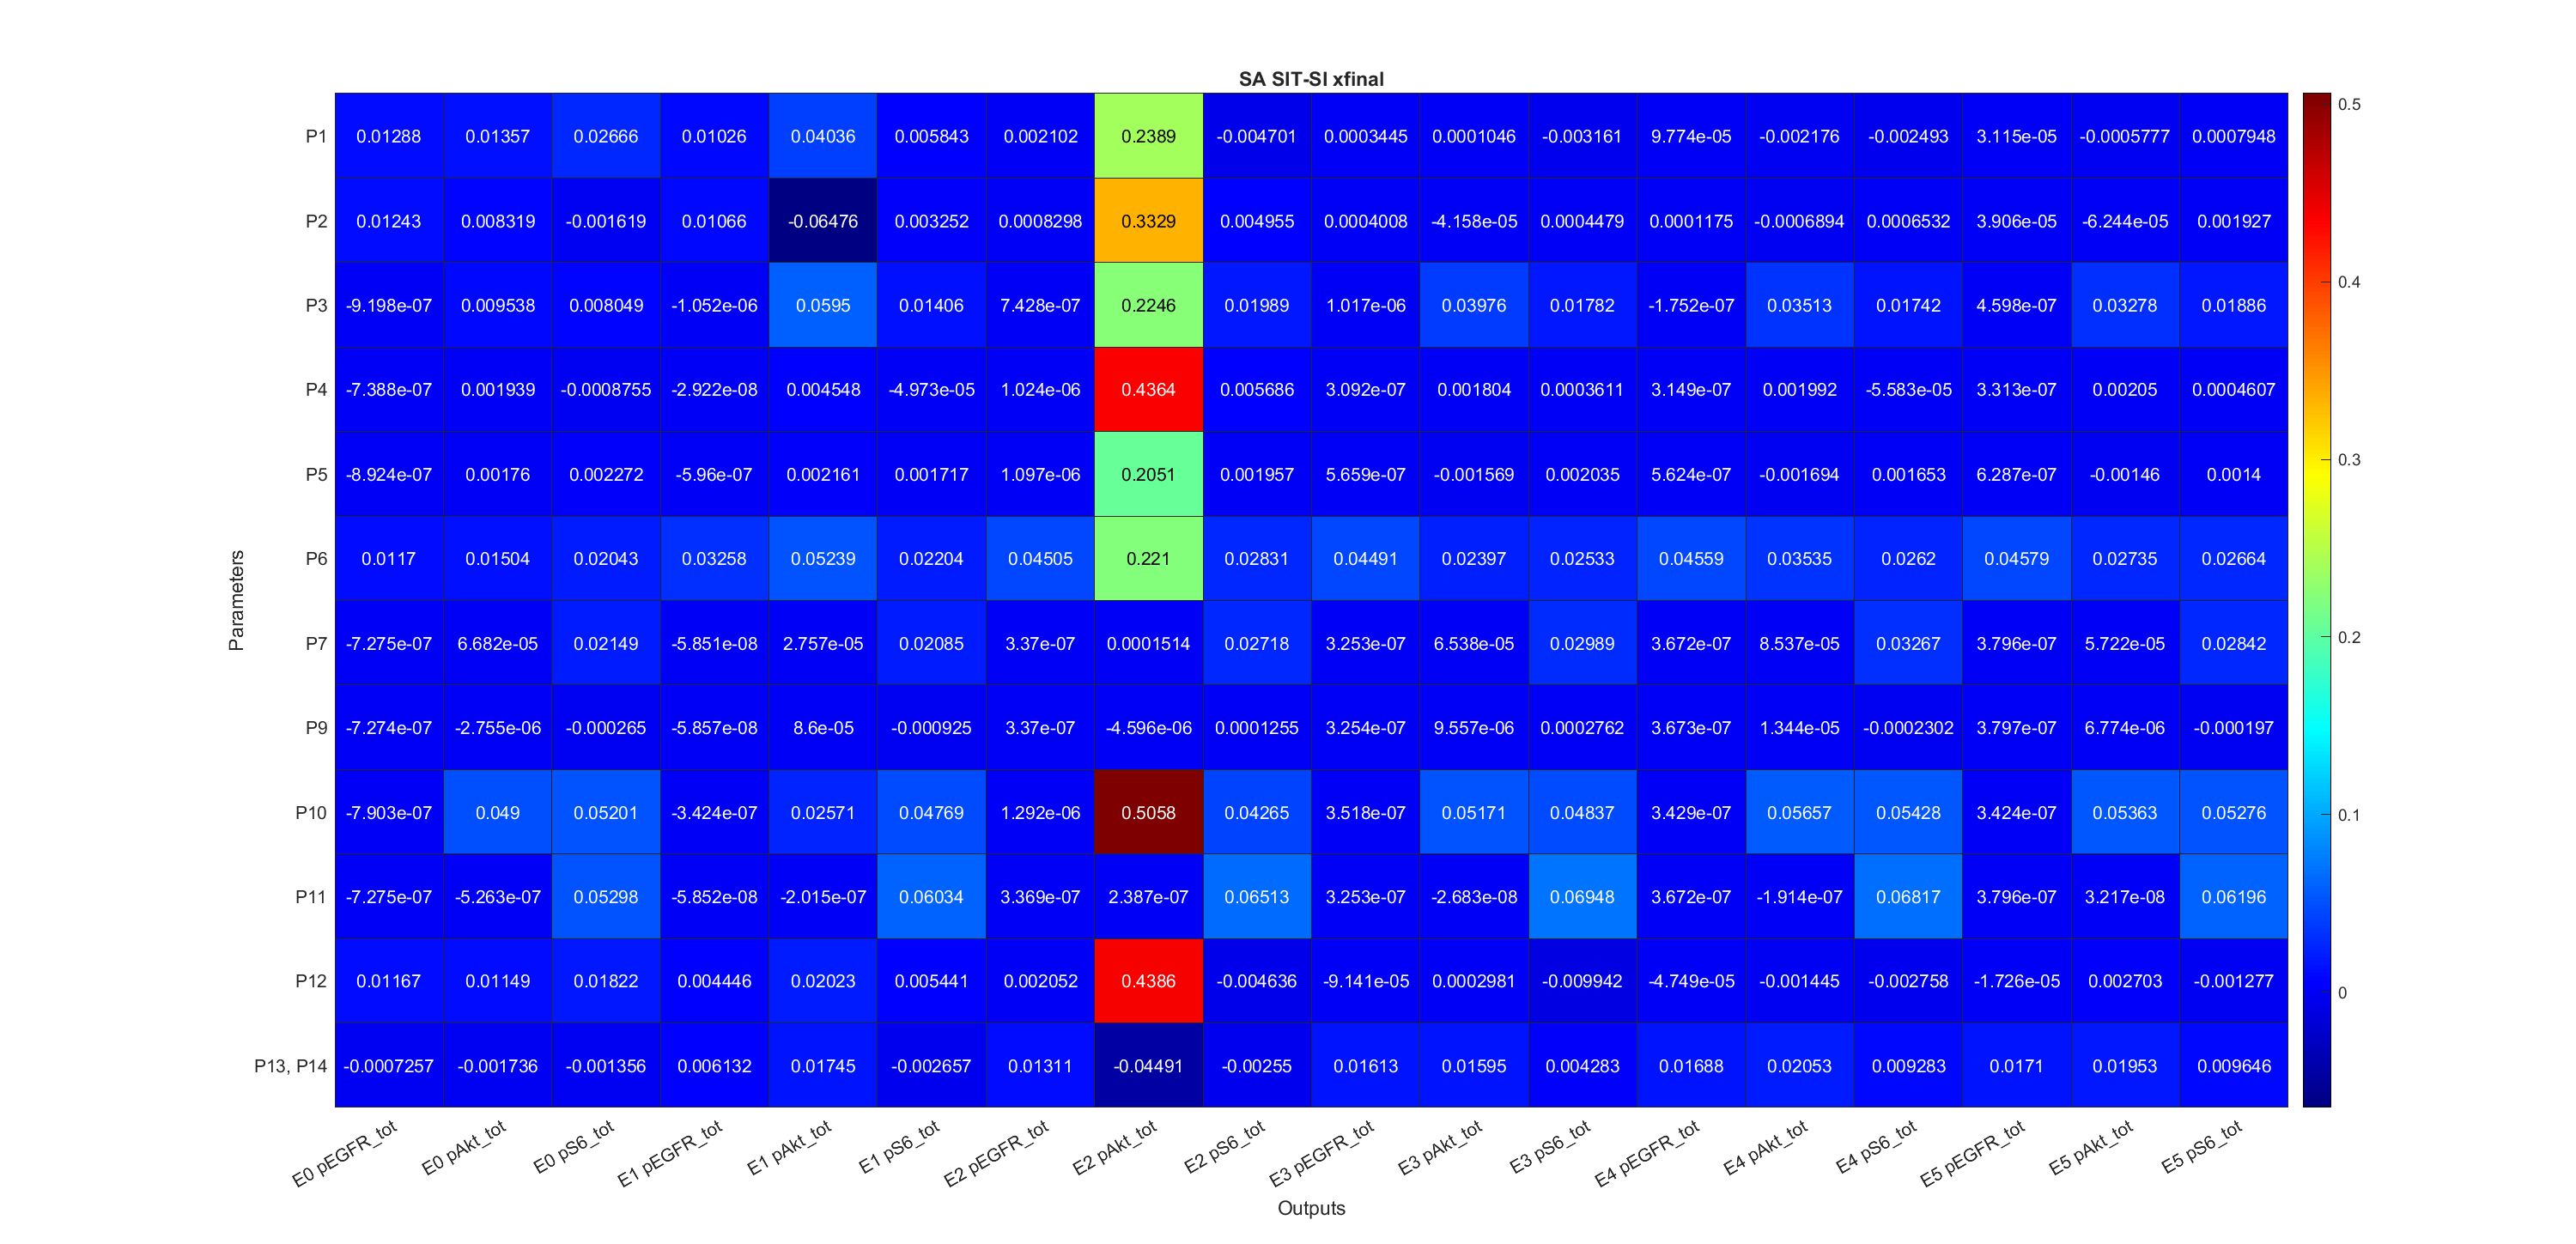 SA SIT-SI xfinal
P1 0.01288 0.01357 0.02666 0.01026 0.04036 0.005843 0.002102 0.2389 -0.004701 0.0003445 0.0001046 -0.003161 9.774e-05 -0.002176 -0.002493 3.115e-05 -0.0005777 0.0007948
P2 0.01243 0.008319 -0.001619 0.01066 -0.06476 0.003252 0.0008298 0.3329 0.004955 0.0004008 -4.158e-05 0.0004479 0.0001175 -0.0006894 0.0006532 3.906e-05 -6.244e-05 0.001927
P3 -9.198e-07 0.009538 0.008049 -1.052e-06 0.0595 0.01406 7.428e-07 0.2246 0.01989 1.017e-06 0.03976 0.01782 -1.752e-07 0.03513 0.01742 4.598e-07 0.03278 0.01886
P4 -7.388e-07 0.001939 -0.0008755 -2.922e-08 0.004548 -4.973e-05 1.024e-06 0.4364 0.005686 3.092e-07 0.001804 0.0003611 3.149e-07 0.001992 -5.583e-05 3.313e-07 0.00205 0.0004607
P5 -8.924e-07 0.00176 0.002272 -5.96e-07 0.002161 0.001717 1.097e-06 0.2051 0.001957 5.659e-07 -0.001569 0.002035 5.624e-07 -0.001694 0.001653 6.287e-07 -0.00146 0.0014
P6 0.0117 0.01504 0.02043 0.03258 0.05239 0.02204 0.04505 0.221 0.02831 0.04491 0.02397 0.02533 0.04559 0.03535 0.0262 0.04579 0.02735 0.02664
P7 -7.275e-07 6.682e-05 0.02149 -5.851e-08 2.757e-05 0.02085 3.37e-07 0.0001514 0.02718 3.253e-07 6.538e-05 0.02989 3.672e-07 8.537e-05 0.03267 3.796e-07 5.722e-05 0.02842
P9 -7.274e-07 -2.755e-06 -0.000265 -5.857e-08 8.6e-05 -0.000925 3.37e-07 -4.596e-06 0.0001255 3.254e-07 9.557e-06 0.0002762 3.673e-07 1.344e-05 -0.0002302 3.797e-07 6.774e-06 -0.000197
P10 -7.903e-07 0.049 0.05201 -3.424e-07 0.02571 0.04769 1.292e-06 0.5058 0.04265 3.518e-07 0.05171 0.04837 3.429e-07 0.05657 0.05428 3.424e-07 0.05363 0.05276
P11 -7.275e-07 -5.263e-07 0.05298 -5.852e-08 -2.015e-07 0.06034 3.369e-07 2.387e-07 0.06513 3.253e-07 -2.683e-08 0.06948 3.672e-07 -1.914e-07 0.06817 3.796e-07 3.217e-08 0.06196
P12 0.01167 0.01149 0.01822 0.004446 0.02023 0.005441 0.002052 0.4386 -0.004636 -9.141e-05 0.0002981 -0.009942 -4.749e-05 -0.001445 -0.002758 -1.726e-05 0.002703 -0.001277
P13, P14 -0.0007257 -0.001736 -0.001356 0.006132 0.01745 -0.002657 0.01311 -0.04491 -0.00255 0.01613 0.01595 0.004283 0.01688 0.02053 0.009283 0.0171 0.01953 0.009646
Parameters
E0 pEGFR_tot
E0 pAkt_tot
E0 pS6_tot
E1 pEGFR_tot
E1 pAkt_tot
E1 pS6_tot
E2 pEGFR_tot
E2 pAkt_tot
E2 pS6_tot
E3 pEGFR_tot
E3 pAkt_tot
E3 pS6_tot
E4 pEGFR_tot
E4 pAkt_tot
E4 pS6_tot
E5 pEGFR_tot
E5 pAkt_tot
E5 pS6_tot
Outputs
0.5
0.4
0.3
0.2
0.1
0